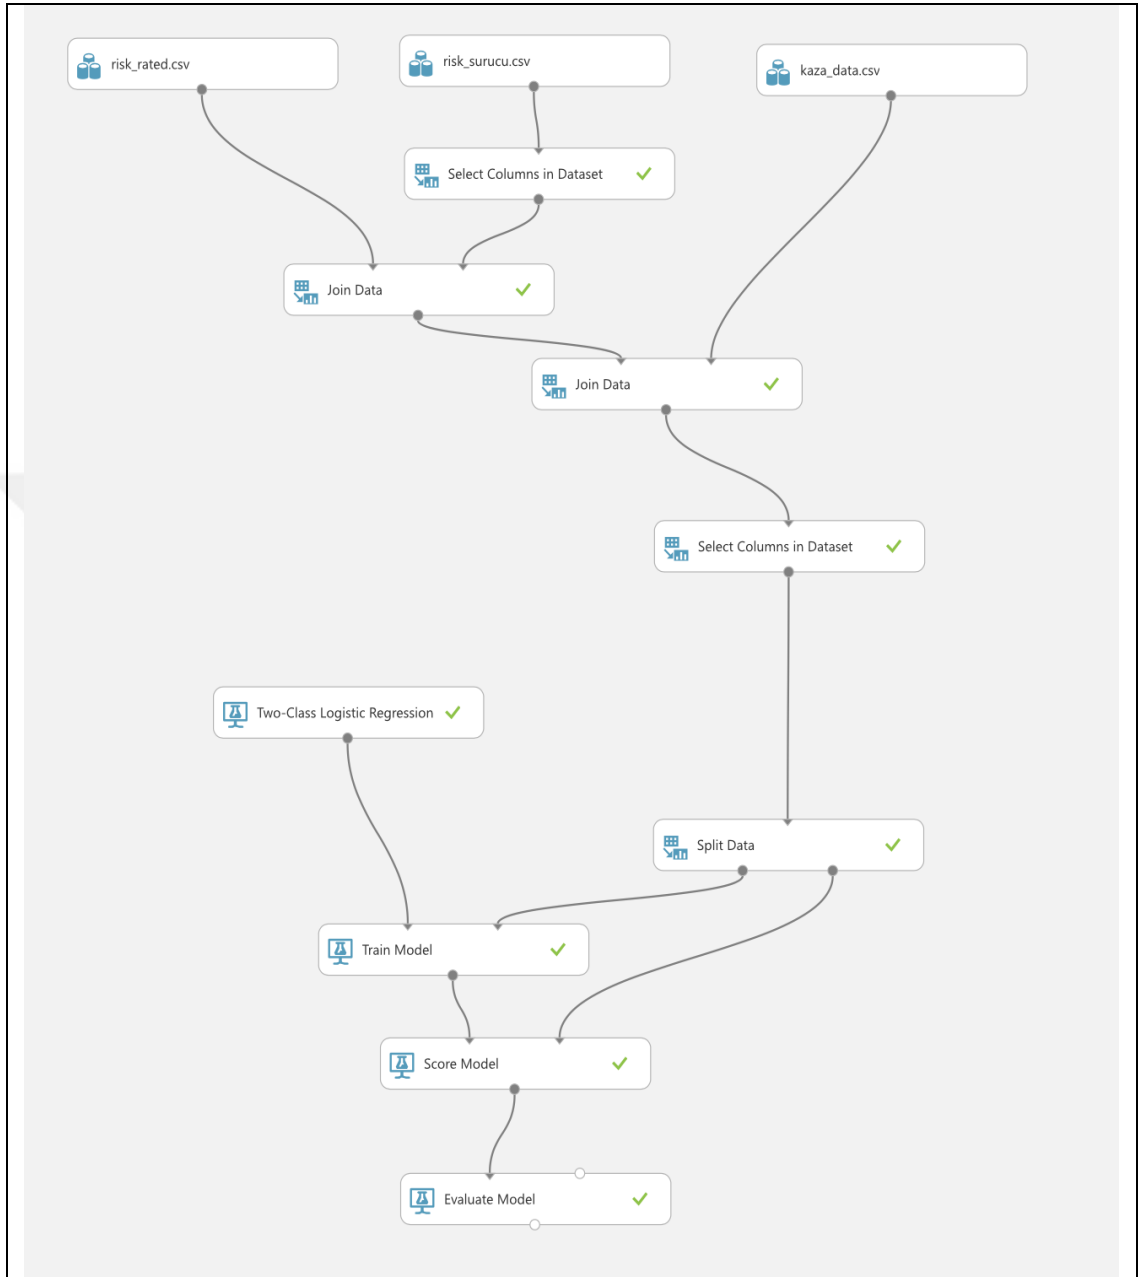 risk_rated.csv
risk_surucu.csv
kaza_data.csv
Select Columns in Dataset
Join Data
Join Data
Select Columns in Dataset
Two-Class Logistic Regression
Split Data
Train Model
Score Model
Evaluate Model